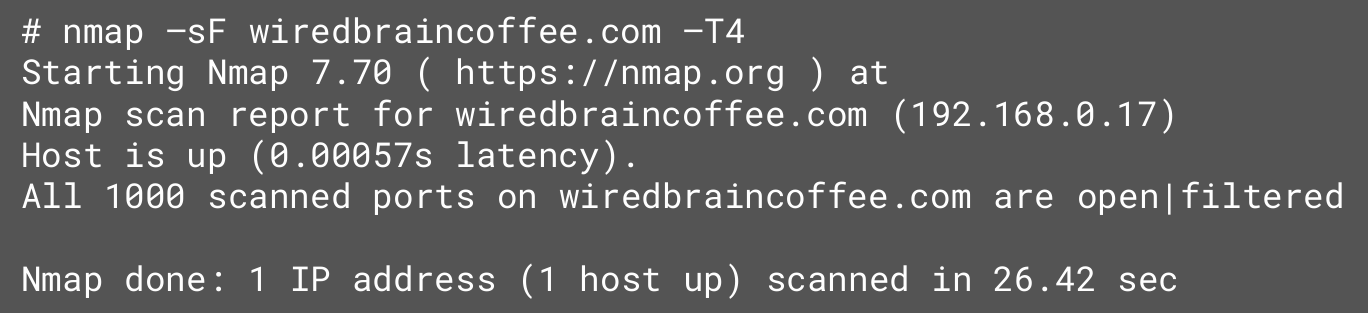 # nmap –sF wiredbraincoffee.com –T4
Starting Nmap 7.70 ( https://nmap.org ) at
Nmap scan report for wiredbraincoffee.com (192.168.0.17)
Host is up (0.00057s latency).
All 1000 scanned ports on wiredbraincoffee.com are open|filtered
Nmap done: 1 IP address (1 host up) scanned in 26.42 sec